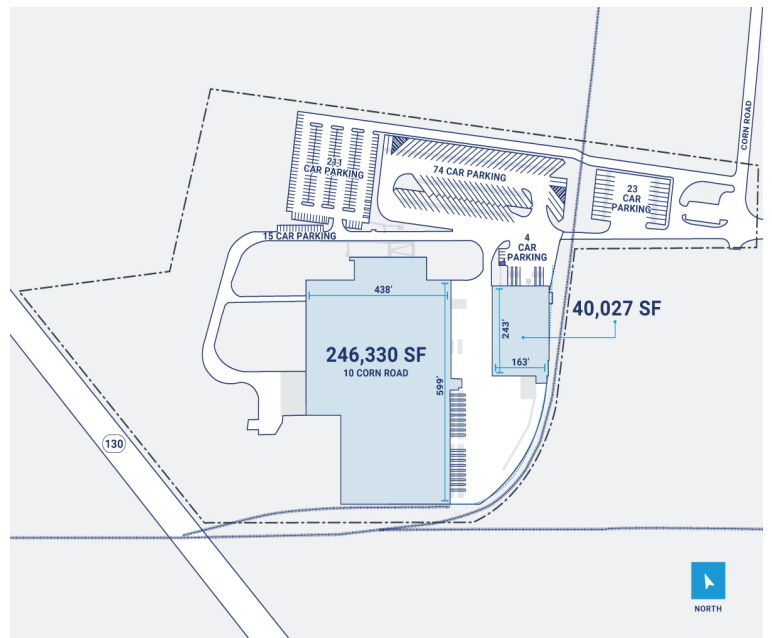 CORN ROAD
211
CAR PARKING
74 CAR PARKING
23
CAR
PARKING
15 CAR PARKING
4
CAR
PARKING
438'
246,330 SF
10 CORN ROAD
599'
243'
163'
40,027 SF
130
NORTH